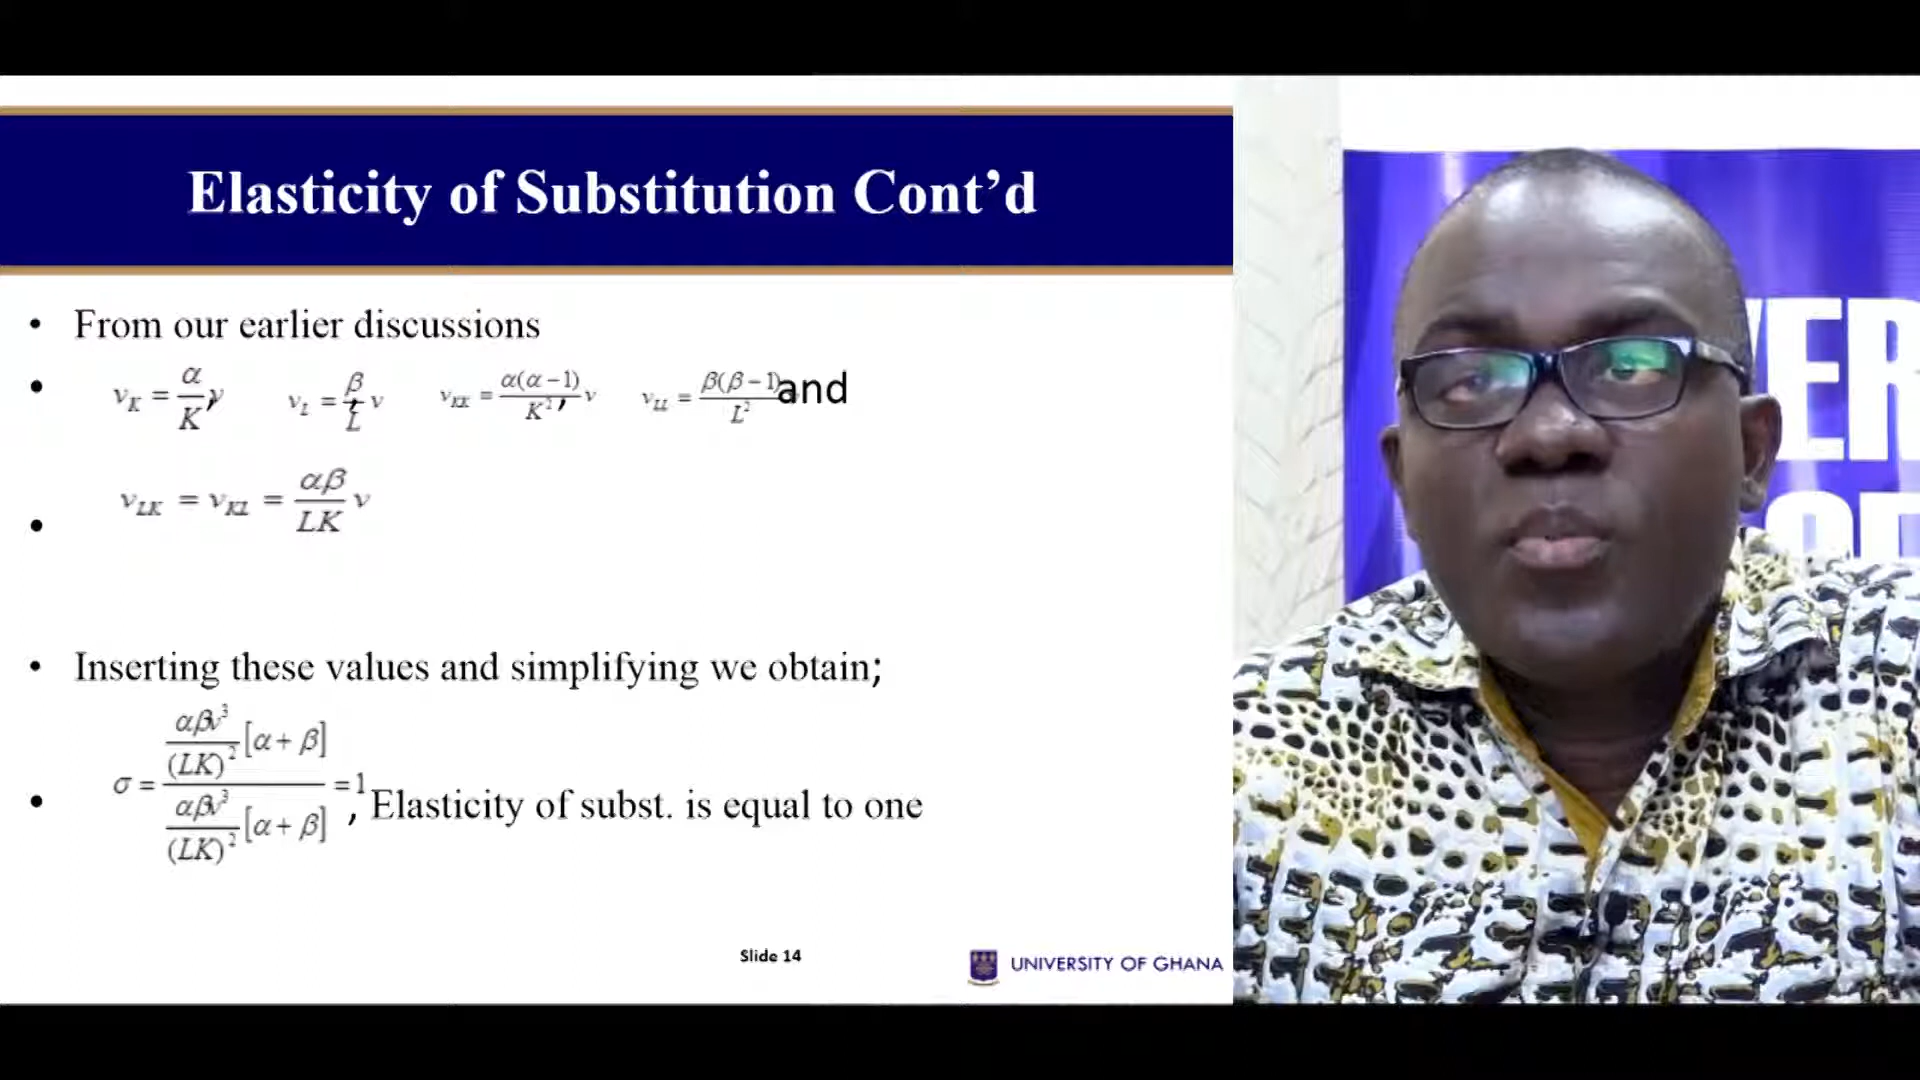 Elasticity of Substitution Cont’d
• From our earlier discussions
• v_K = α/K v, v_L = β/L v, v_KK = α(α−1)/K² v, v_LL = β(β−1)/L² and
• v_LK = v_KL = αβ/LK v
• Inserting these values and simplifying we obtain;
• σ = (αβv³/(LK)² [α+β]) / (αβv³/(LK)² [α+β]) = 1, Elasticity of subst. is equal to one
Slide 14
UNIVERSITY OF GHANA
VER